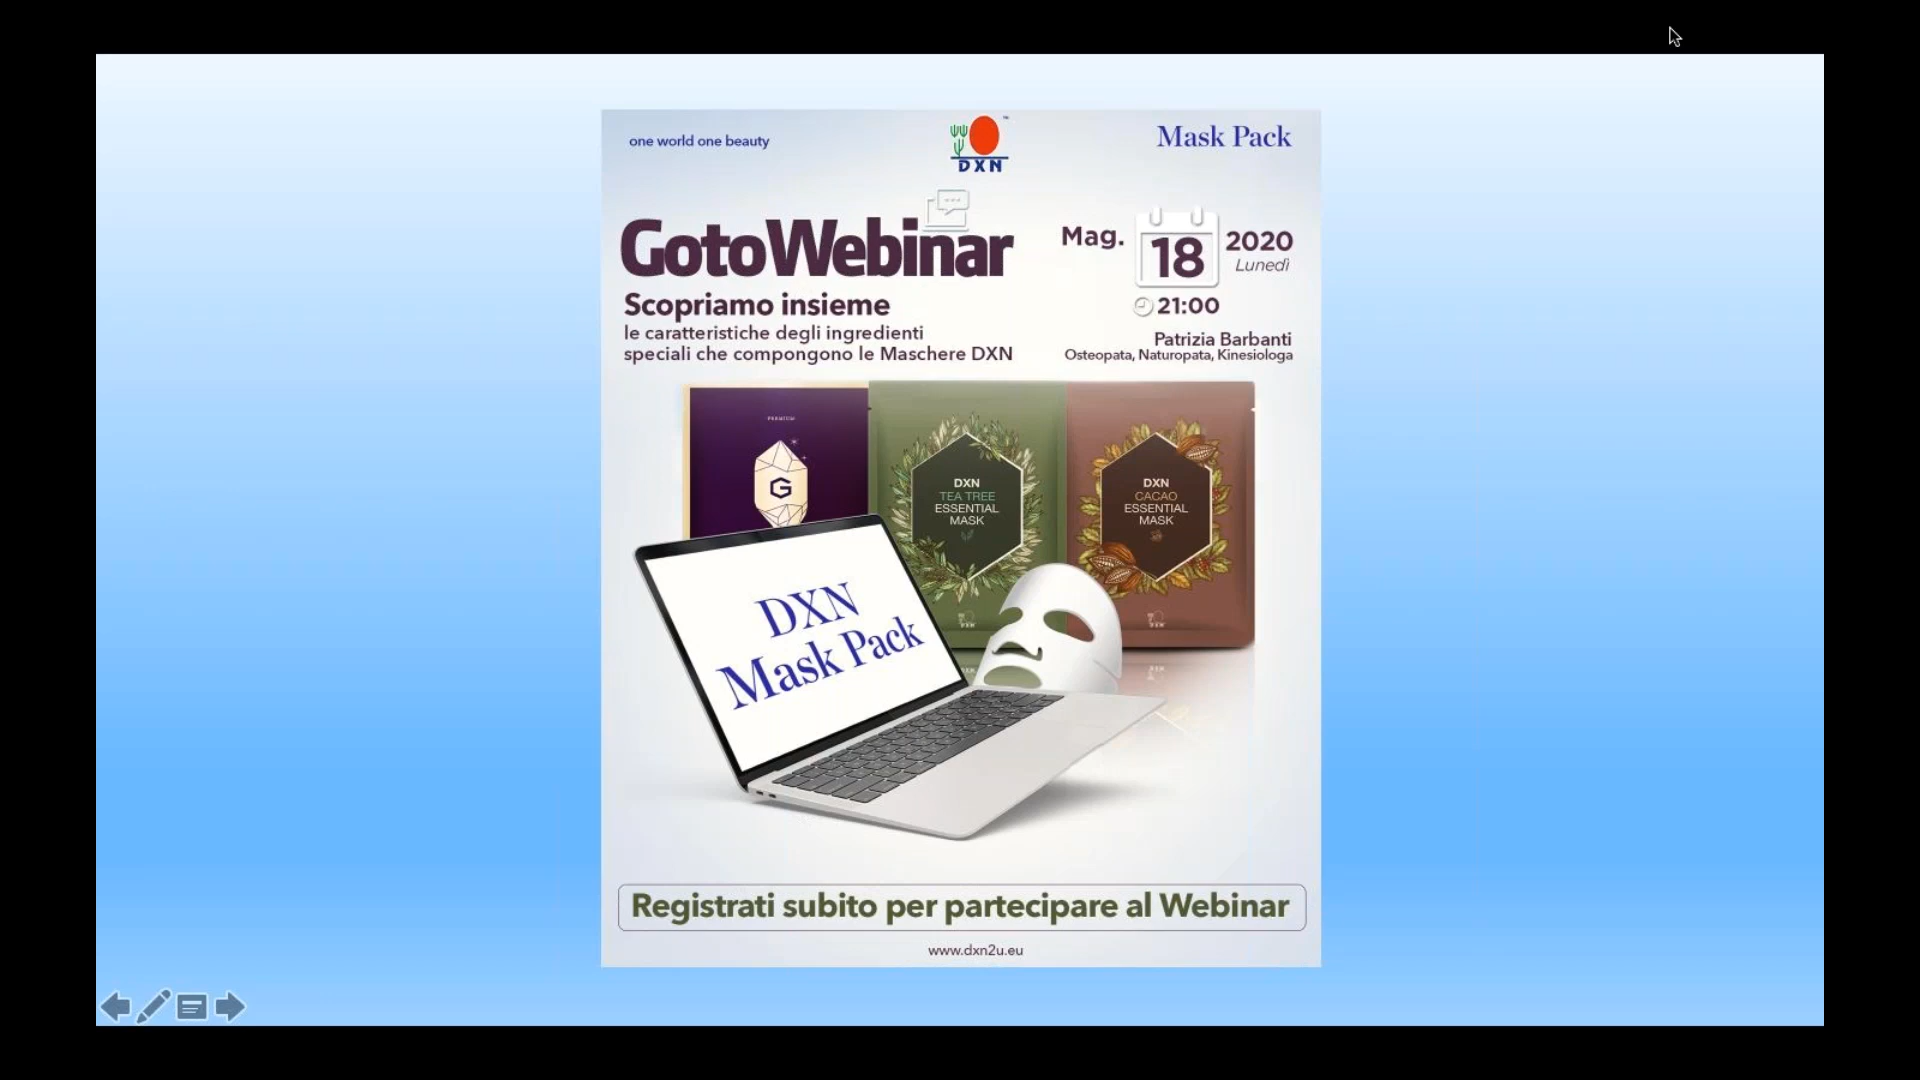 one world one beauty
DXN
Mask Pack
GotoWebinar
Mag.
18
2020
Lunedì
21:00
Scopriamo insieme
le caratteristiche degli ingredienti
speciali che compongono le Maschere DXN
Patrizia Barbanti
Osteopata, Naturopata, Kinesiologa
PREMIUM
G
DXN
TEA TREE
ESSENTIAL
MASK
DXN
CACAO
ESSENTIAL
MASK
DXN
DXN
Mask Pack
Registrati subito per partecipare al Webinar
www.dxn2u.eu